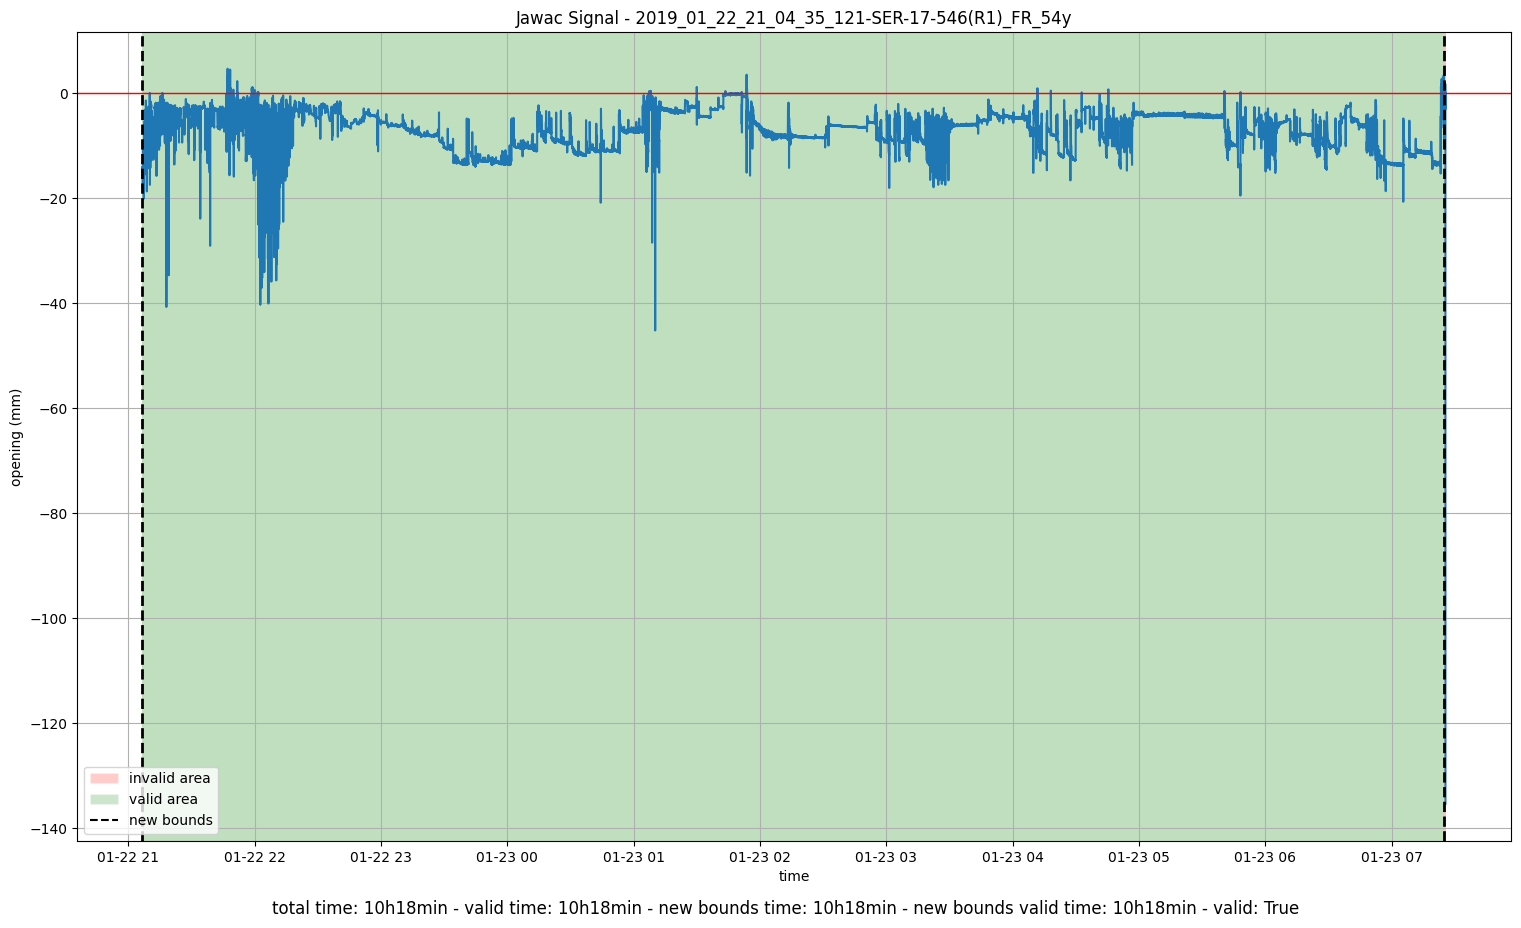 Jawac Signal - 2019_01_22_21_04_35_121-SER-17-546(R1)_FR_54y
opening (mm)
0
−20
−40
−60
−80
−100
−120
−140
invalid area
valid area
new bounds
01-22 21 01-22 22 01-22 23 01-23 00 01-23 01 01-23 02 01-23 03 01-23 04 01-23 05 01-23 06 01-23 07
time
total time: 10h18min - valid time: 10h18min - new bounds time: 10h18min - new bounds valid time: 10h18min - valid: True